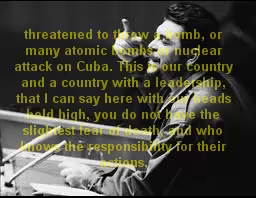 threatened to throw a bomb, or
many atomic bombs or nuclear
attack on Cuba. This is our country
and a country with a leadership,
that I can say here with our heads
held high, you do not have the
slightest fear of death, and who
knows the responsibility for their
actions.